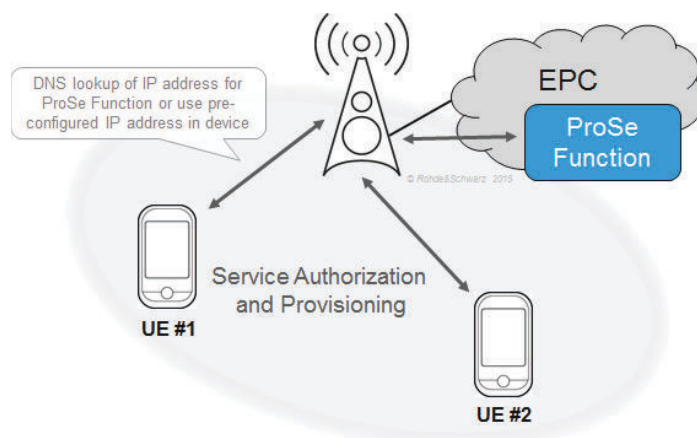 DNS lookup of IP address for
ProSe Function or use pre-
configured IP address in device
EPC
ProSe
Function
© Rohde&Schwarz 2015
Service Authorization
and Provisioning
UE #1
UE #2